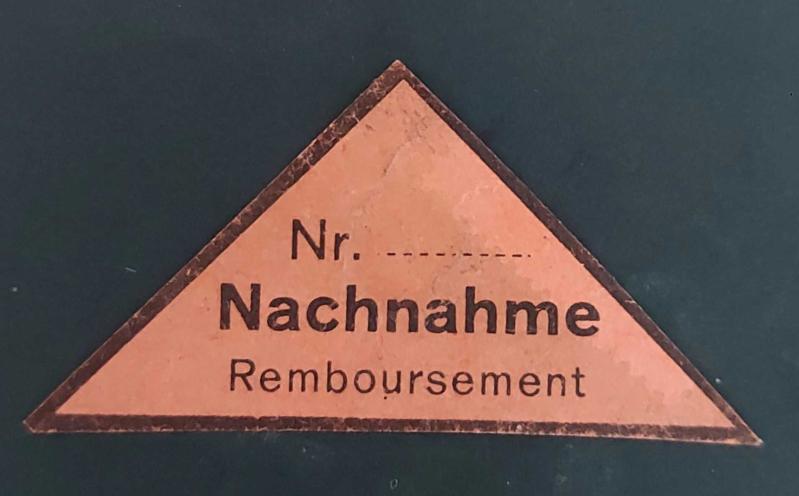 Nr. ................
Nachnahme
Remboursement